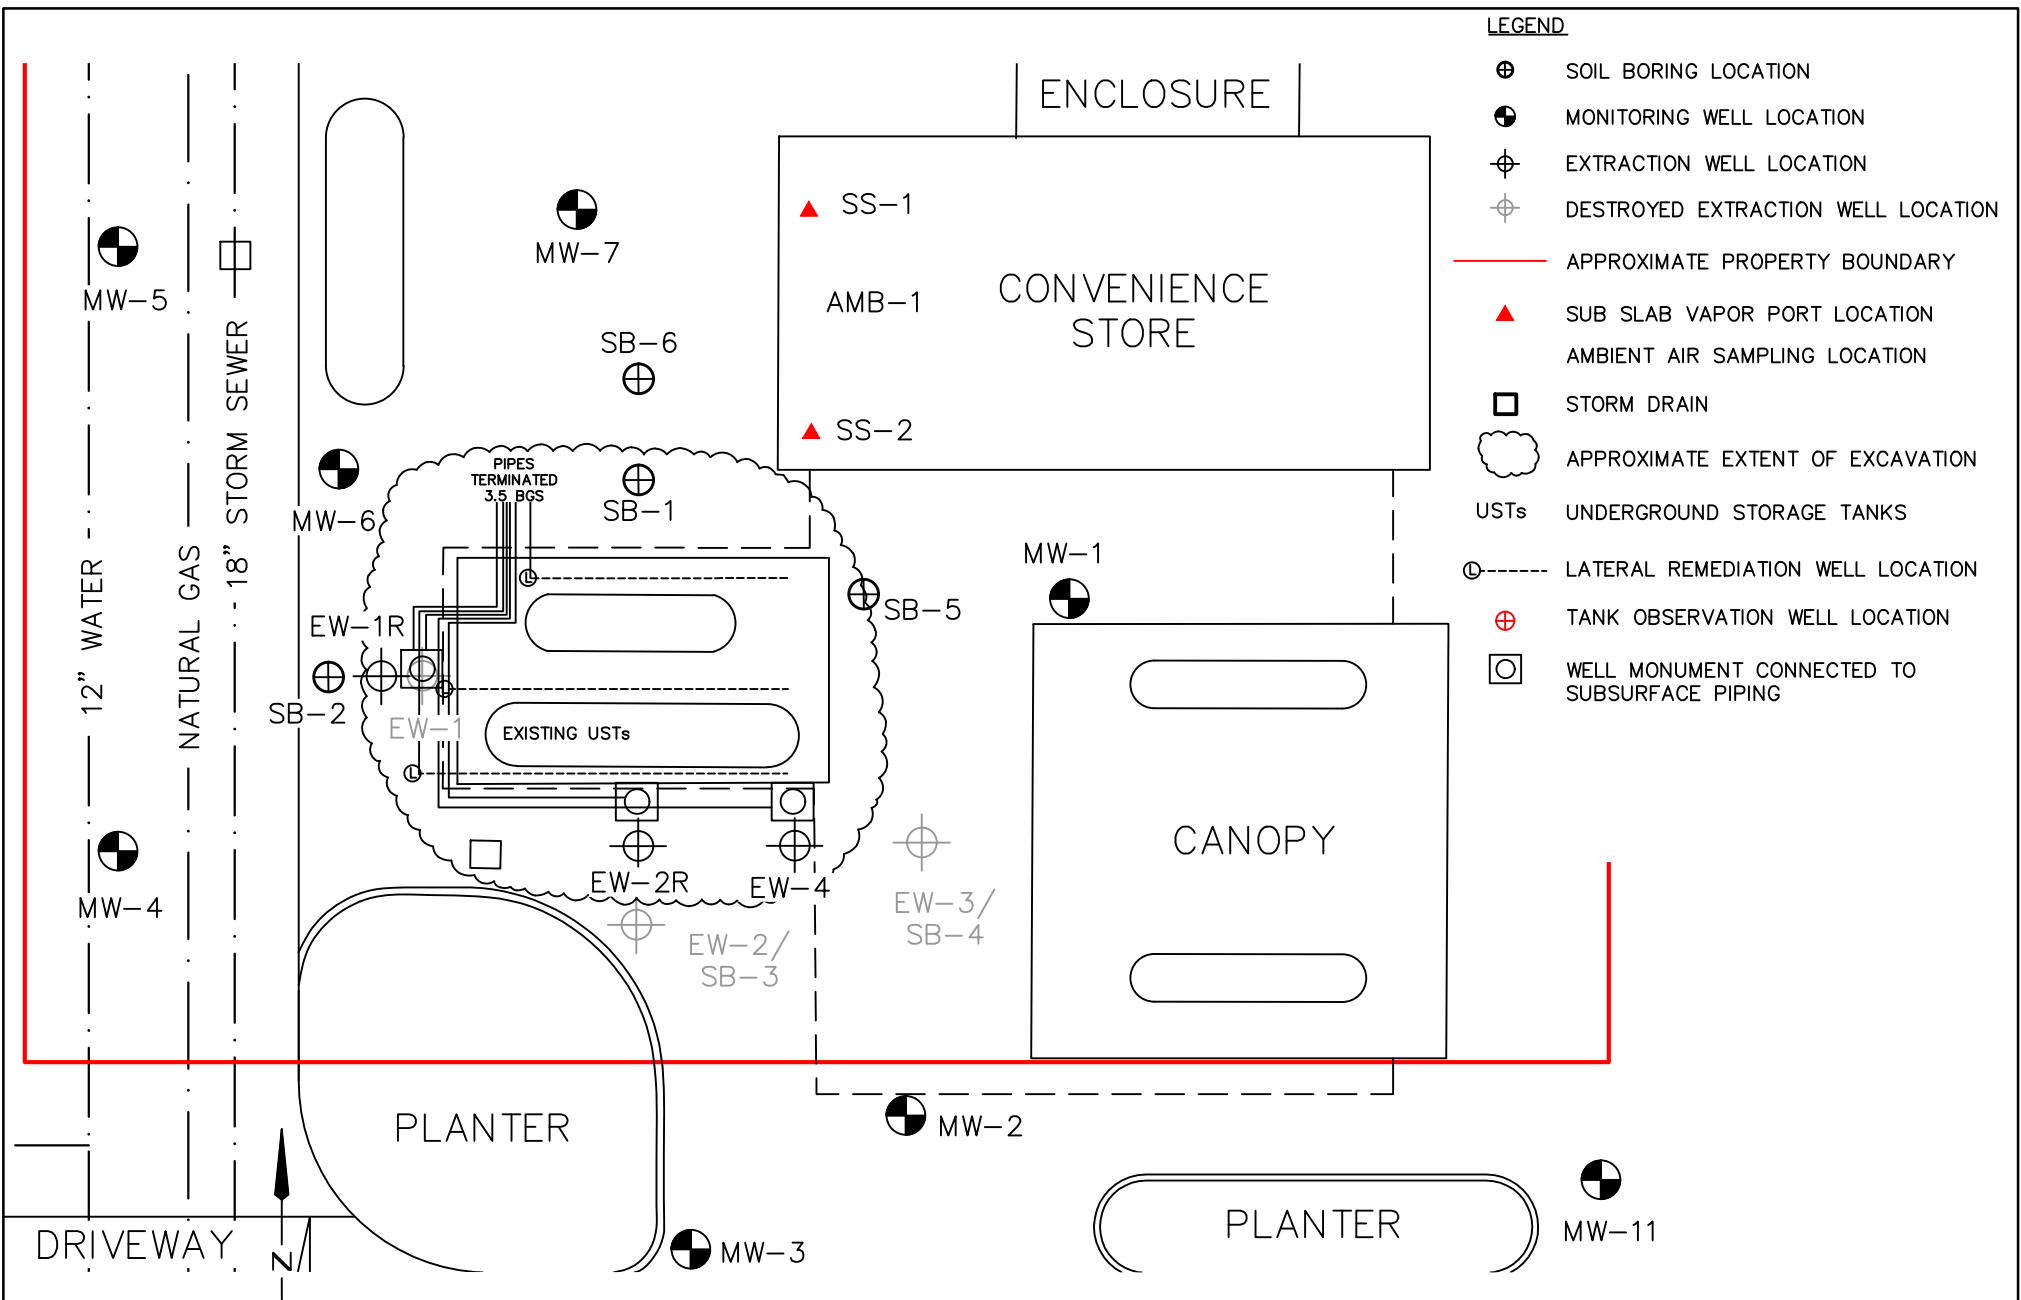 LEGEND
SOIL BORING LOCATION
MONITORING WELL LOCATION
EXTRACTION WELL LOCATION
DESTROYED EXTRACTION WELL LOCATION
APPROXIMATE PROPERTY BOUNDARY
SUB SLAB VAPOR PORT LOCATION
AMBIENT AIR SAMPLING LOCATION
STORM DRAIN
APPROXIMATE EXTENT OF EXCAVATION
USTs UNDERGROUND STORAGE TANKS
L LATERAL REMEDIATION WELL LOCATION
TANK OBSERVATION WELL LOCATION
WELL MONUMENT CONNECTED TO
SUBSURFACE PIPING
ENCLOSURE
SS-1
MW-7
MW-5
AMB-1
CONVENIENCE
STORE
SB-6
18" STORM SEWER
SS-2
PIPES
TERMINATED
3.5 BGS
SB-1
MW-6
MW-1
12" WATER
NATURAL GAS
L
SB-5
EW-1R
L
SB-2
EW-1
EXISTING USTs
L
CANOPY
EW-2R
EW-4
MW-4
EW-3/
SB-4
EW-2/
SB-3
PLANTER
MW-2
PLANTER
MW-11
DRIVEWAY
N
MW-3